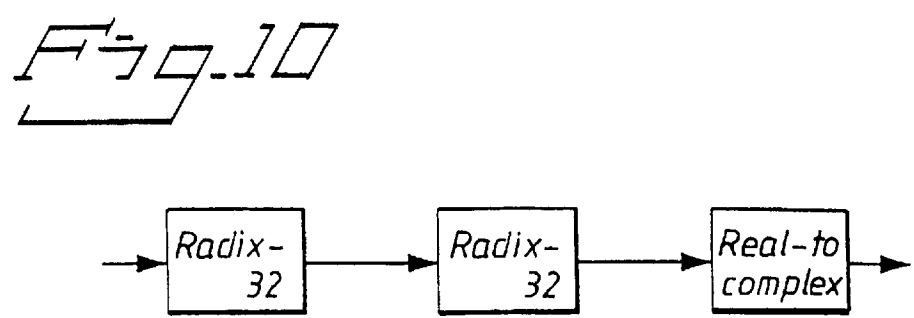 Fig.10
Radix-
32
Radix-
32
Real-to
complex